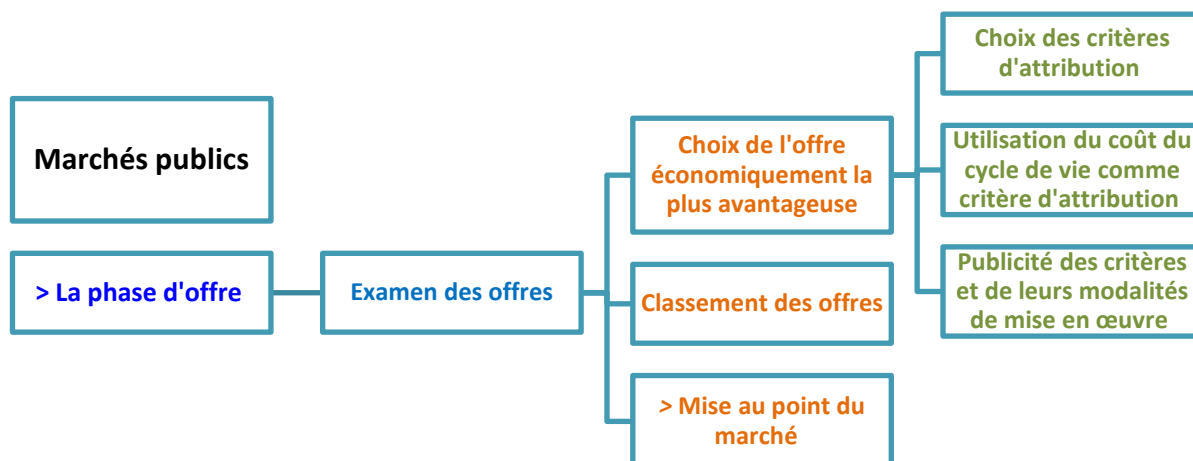 Marchés publics
> La phase d'offre
Examen des offres
Choix de l'offre
économiquement la
plus avantageuse
Classement des offres
> Mise au point du
marché
Choix des critères
d'attribution
Utilisation du coût du
cycle de vie comme
critère d'attribution
Publicité des critères
et de leurs modalités
de mise en œuvre